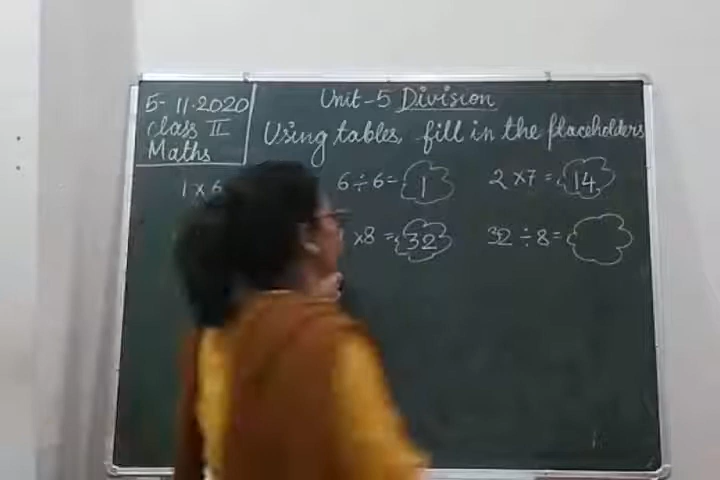 5-11-2020
class II
Maths
Unit-5 Division
Using tables, fill in the placeholders
1 x 6
6 ÷ 6 = 1
2 x 7 = 14
x 8 = 32
32 ÷ 8 =